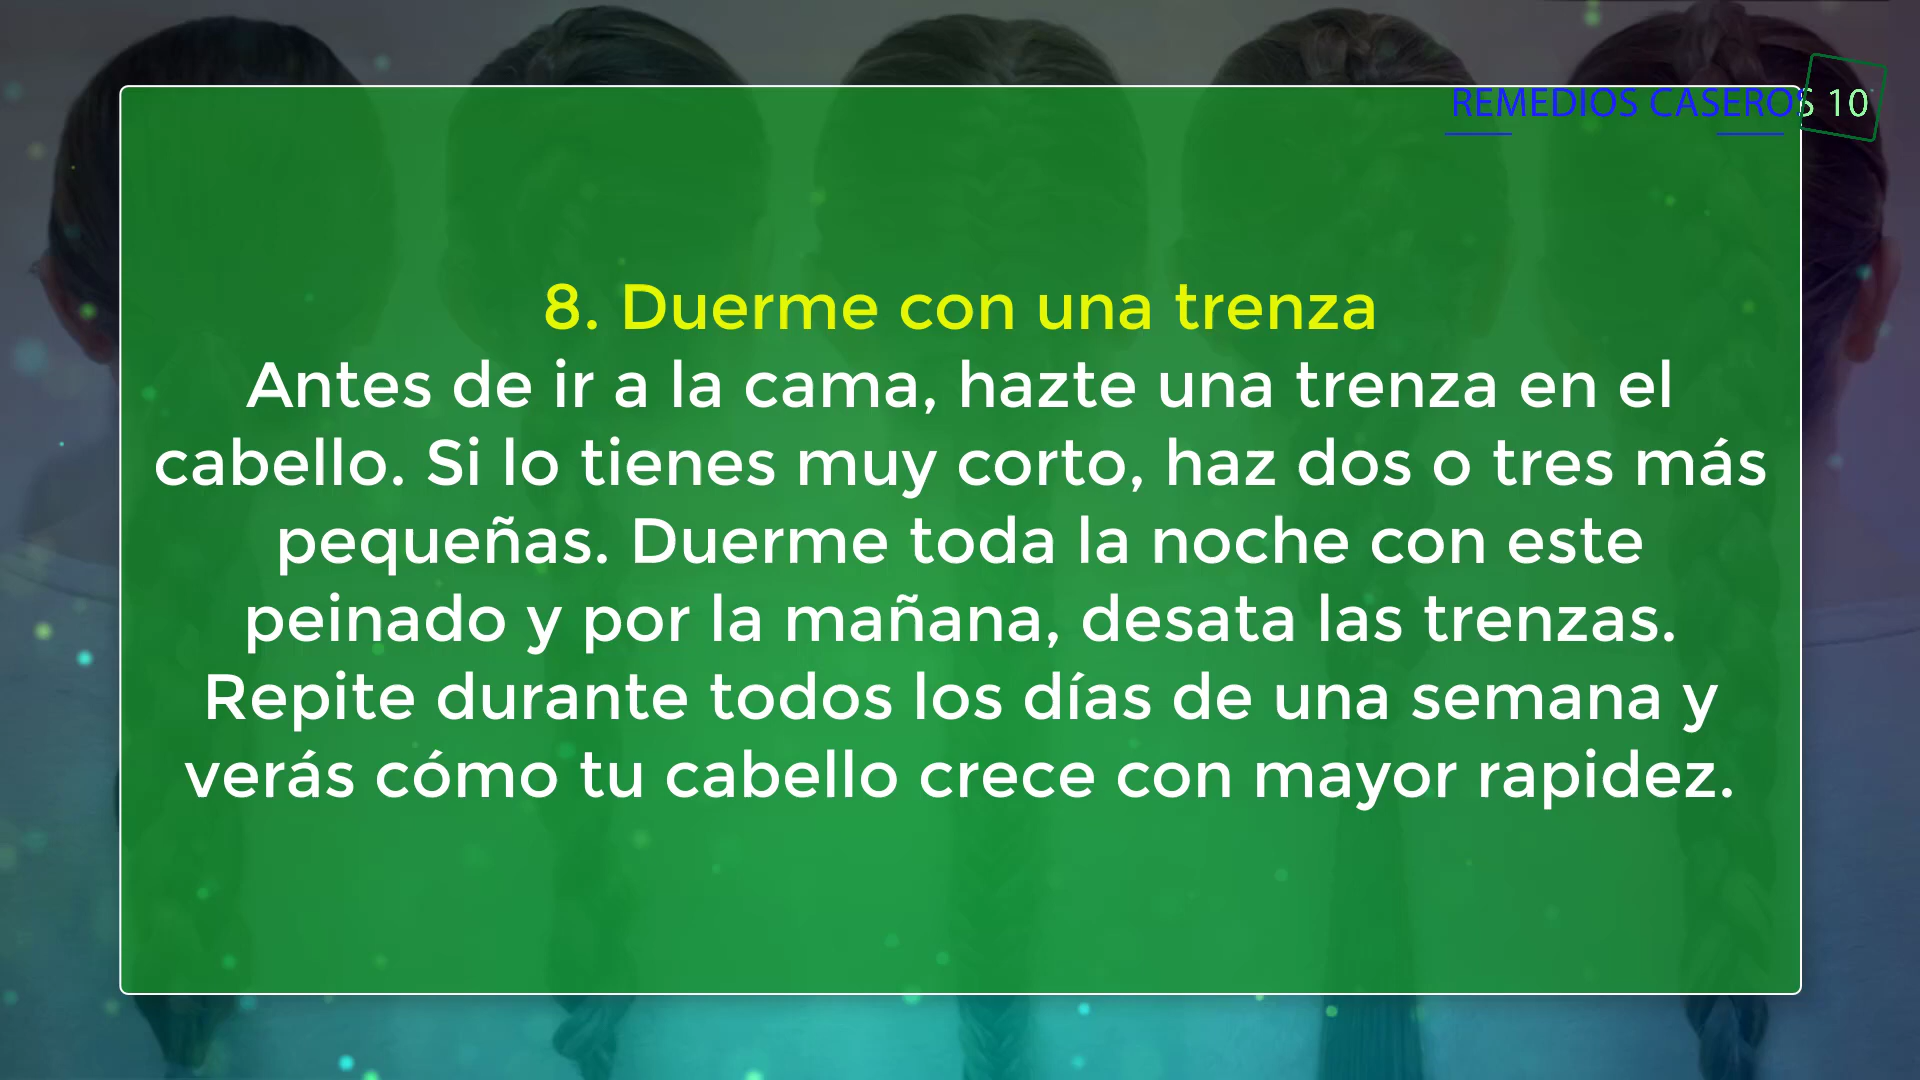 REMEDIOS CASEROS 10
8. Duerme con una trenza
Antes de ir a la cama, hazte una trenza en el
cabello. Si lo tienes muy corto, haz dos o tres más
pequeñas. Duerme toda la noche con este
peinado y por la mañana, desata las trenzas.
Repite durante todos los días de una semana y
verás cómo tu cabello crece con mayor rapidez.